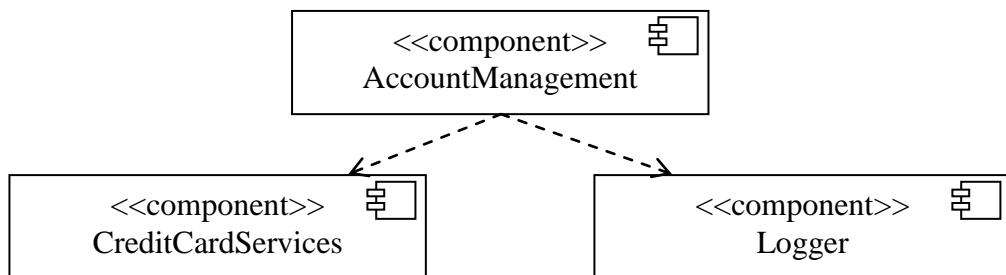 <<component>>
AccountManagement
<<component>>
CreditCardServices
<<component>>
Logger